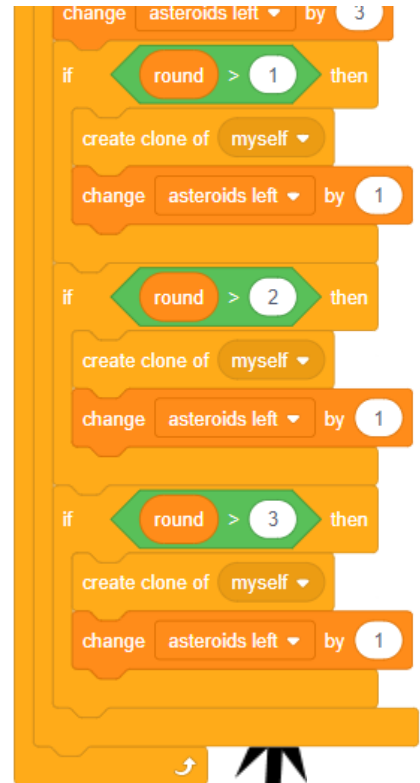 change asteroids left by 3
if round > 1 then
create clone of myself
change asteroids left by 1
if round > 2 then
create clone of myself
change asteroids left by 1
if round > 3 then
create clone of myself
change asteroids left by 1